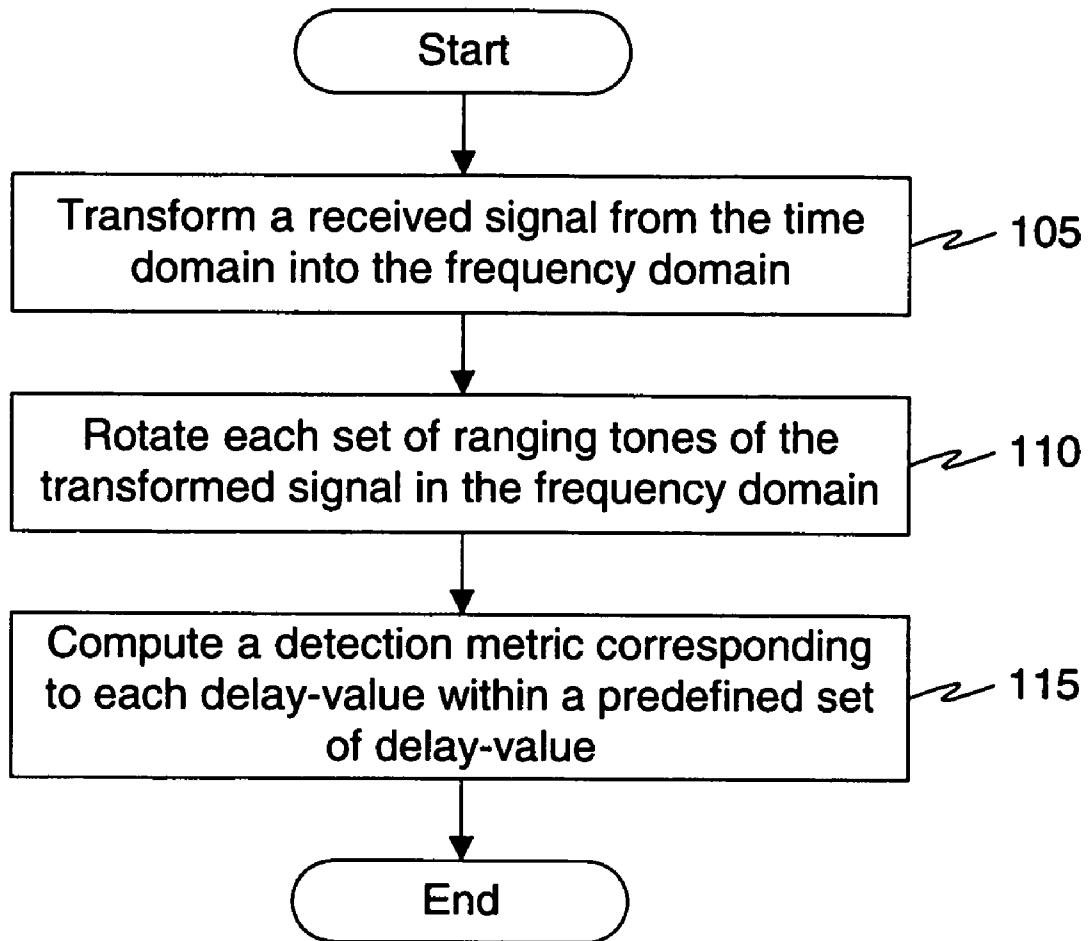 Start
Transform a received signal from the time
domain into the frequency domain
105
Rotate each set of ranging tones of the
transformed signal in the frequency domain
110
Compute a detection metric corresponding
to each delay-value within a predefined set
of delay-value
115
End